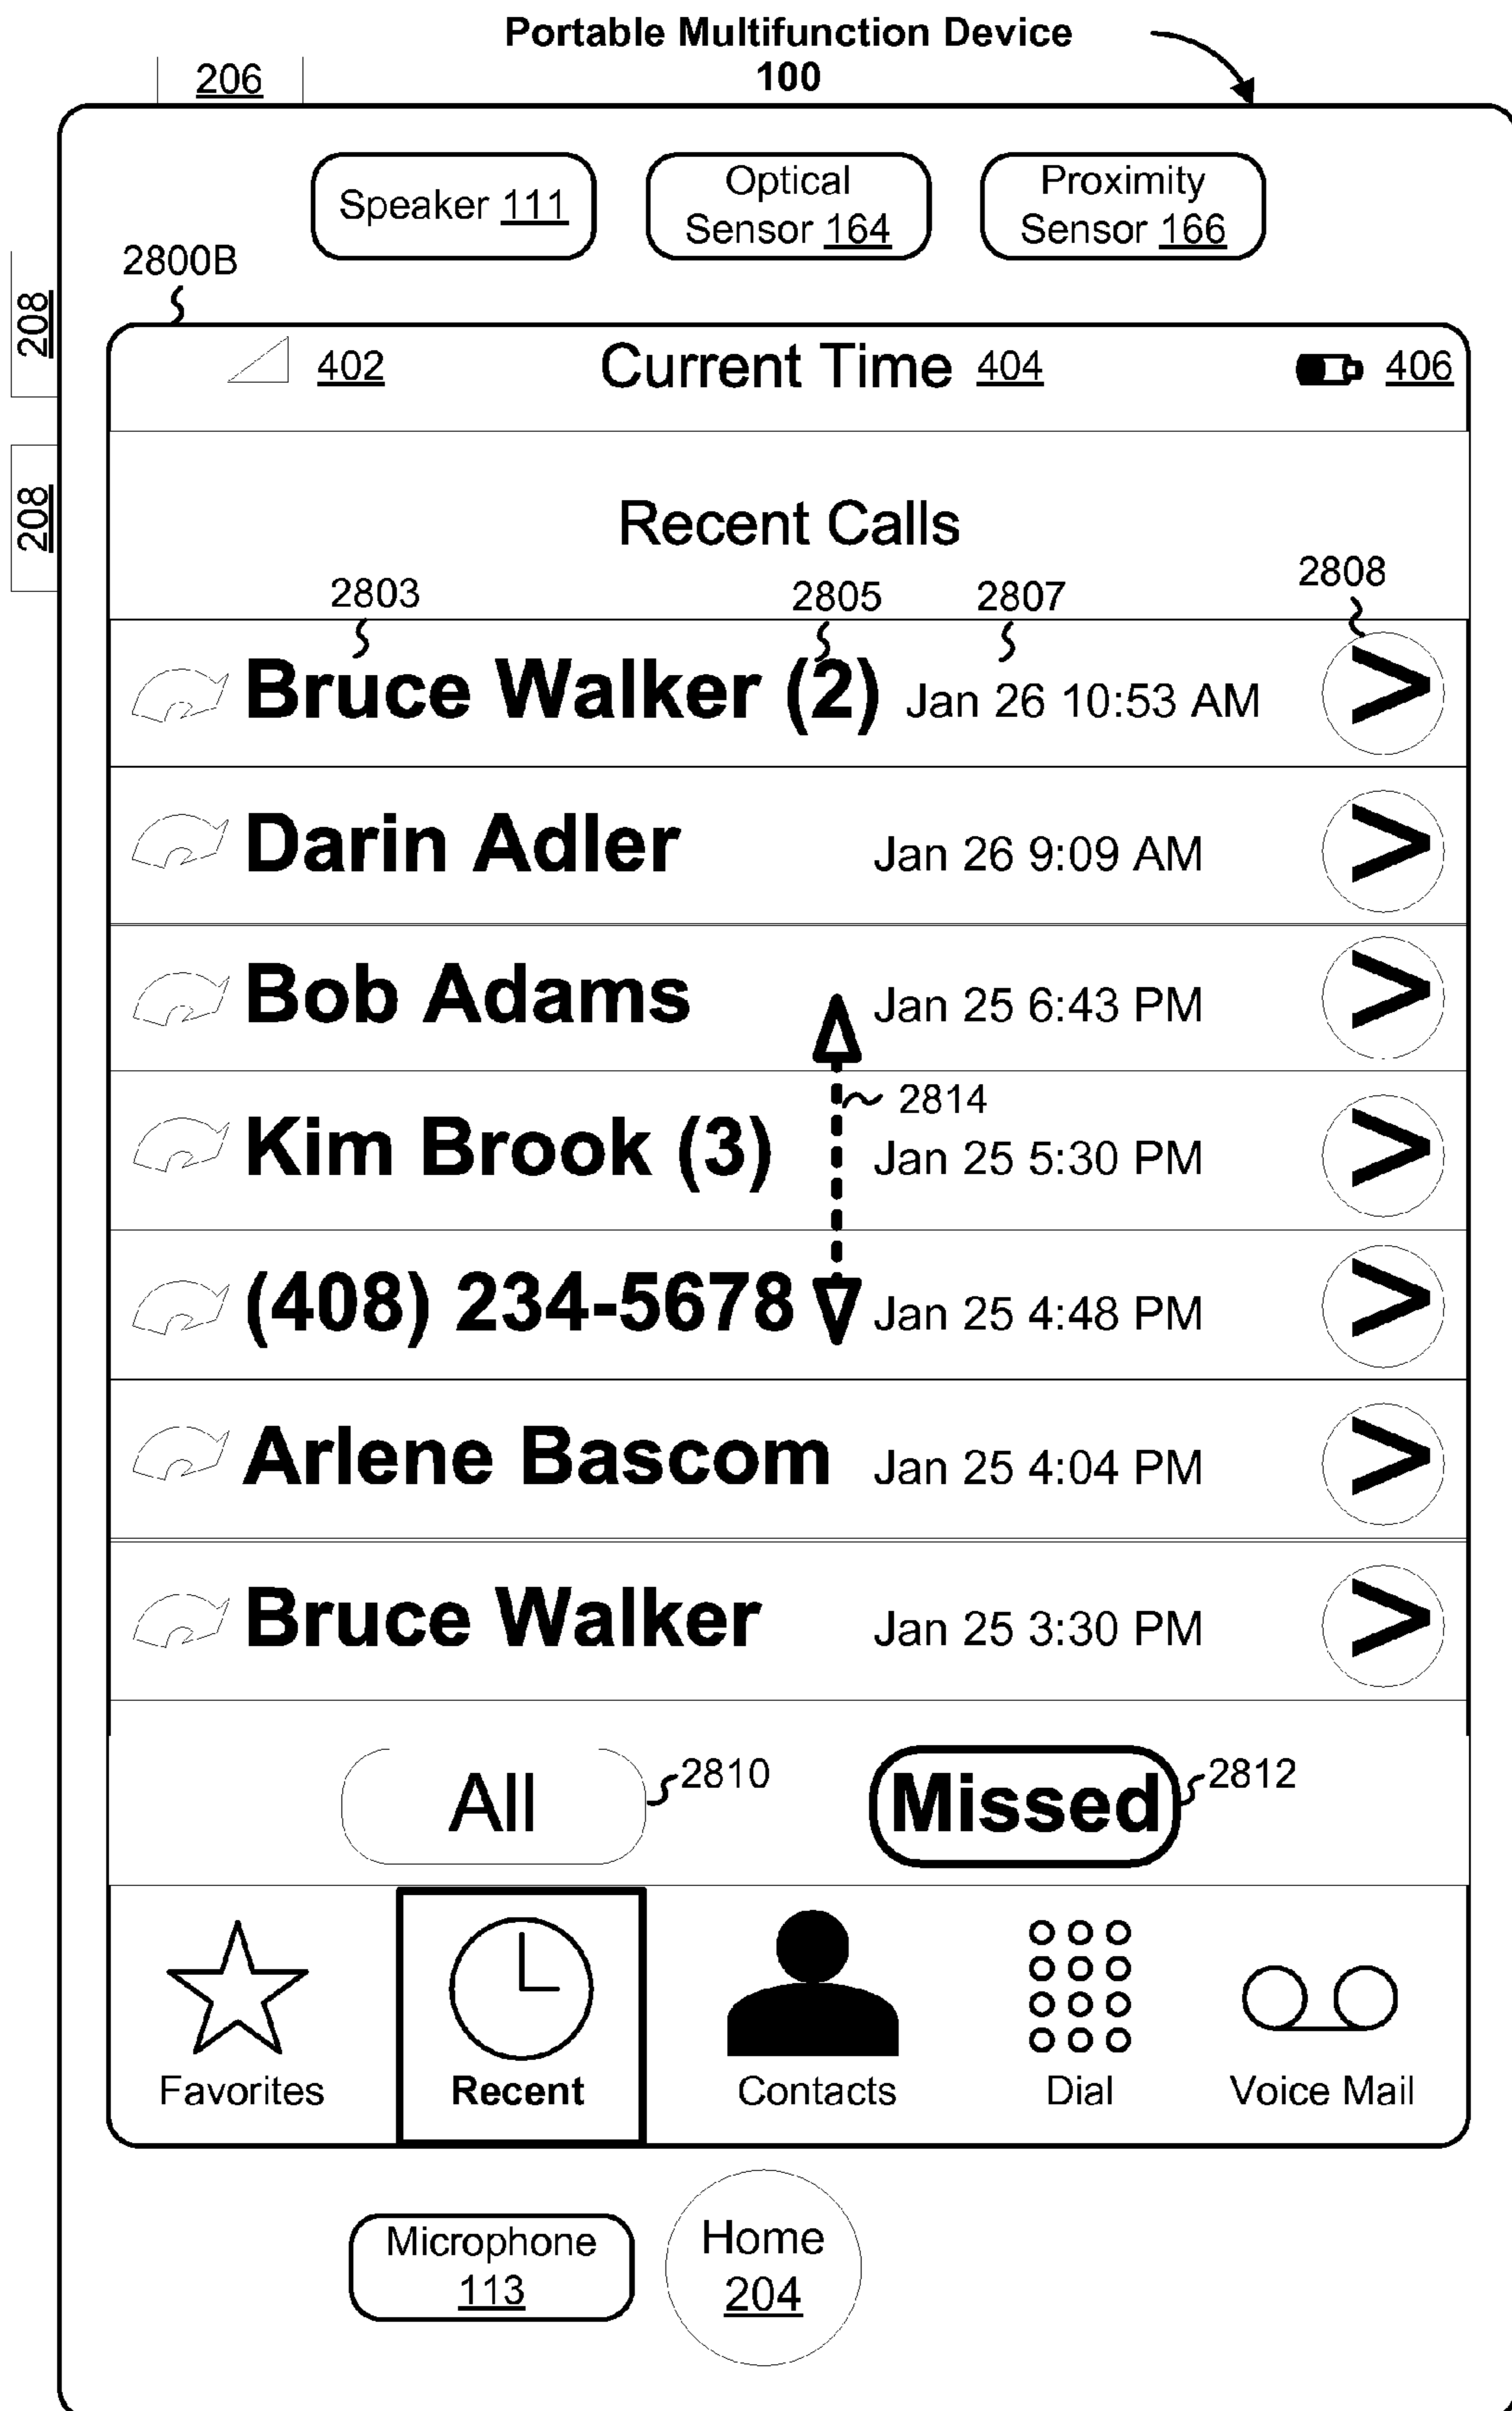 Portable Multifunction Device
100
206
Speaker 111
Optical
Sensor 164
Proximity
Sensor 166
2800B
208
402
Current Time 404
406
208
Recent Calls
2803
2805
2807
2808
Bruce Walker (2) Jan 26 10:53 AM >
Darin Adler Jan 26 9:09 AM >
Bob Adams Jan 25 6:43 PM >
2814
Kim Brook (3) Jan 25 5:30 PM >
(408) 234-5678 Jan 25 4:48 PM >
Arlene Bascom Jan 25 4:04 PM >
Bruce Walker Jan 25 3:30 PM >
All
2810
Missed
2812
Favorites
Recent
Contacts
Dial
Voice Mail
Microphone
113
Home
204